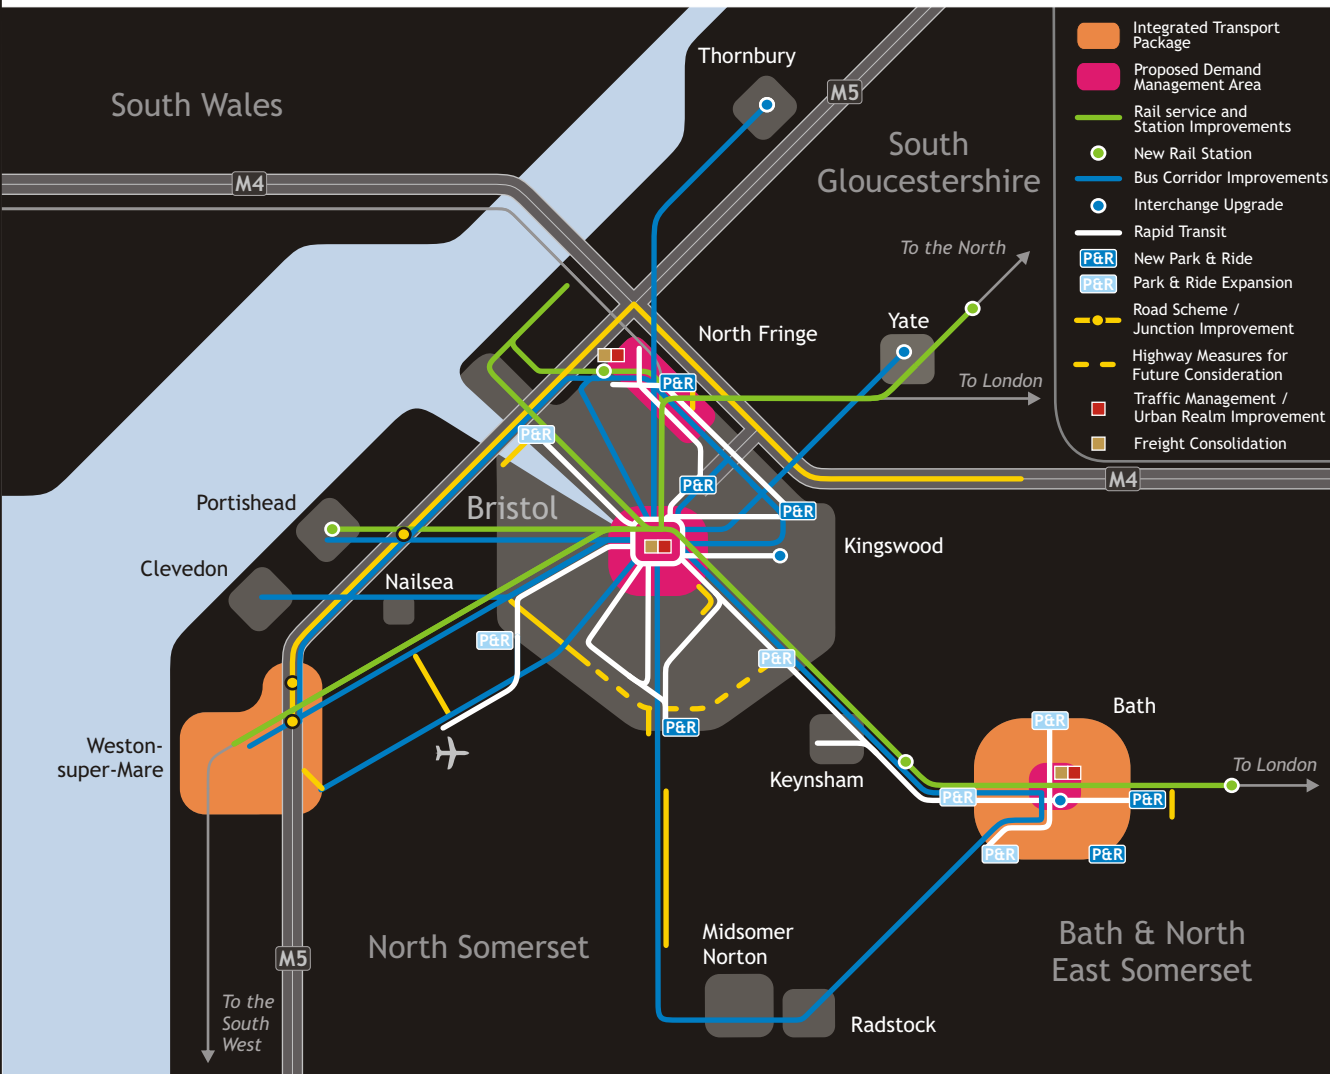 Thornbury
South Wales
M5
South
Gloucestershire
M4
To the North
Yate
North Fringe
To London
P&R
P&R
M4
P&R
Portishead
Bristol
P&R
Clevedon
Nailsea
Kingswood
P&R
P&R
P&R
Bath
P&R
Weston-
super-Mare
Keynsham
To London
P&R
P&R
P&R
P&R
Midsomer
Norton
North Somerset
Bath & North
East Somerset
M5
To the
South
West
Radstock
Integrated Transport
Package
Proposed Demand
Management Area
Rail service and
Station Improvements
New Rail Station
Bus Corridor Improvements
Interchange Upgrade
Rapid Transit
P&R New Park & Ride
P&R Park & Ride Expansion
Road Scheme /
Junction Improvement
Highway Measures for
Future Consideration
Traffic Management /
Urban Realm Improvement
Freight Consolidation